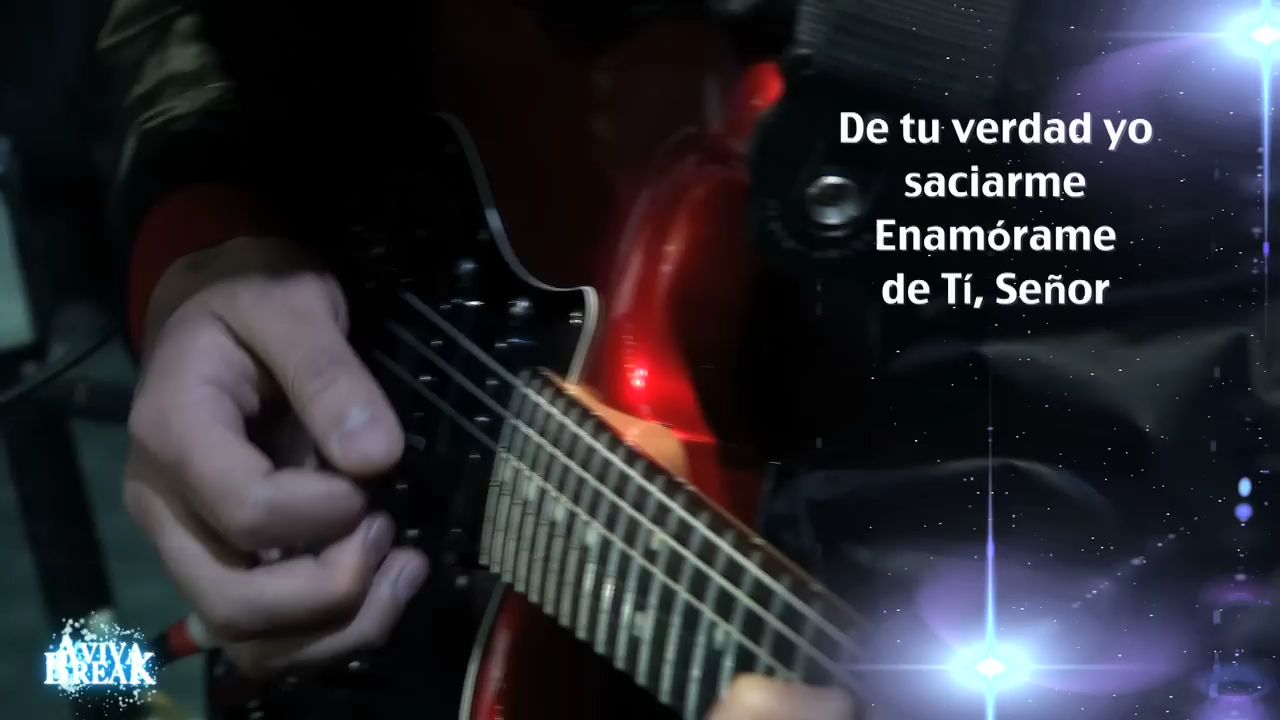 De tu verdad yo
saciarme
Enamórame
de Tí, Señor
AVIVA
BREAK